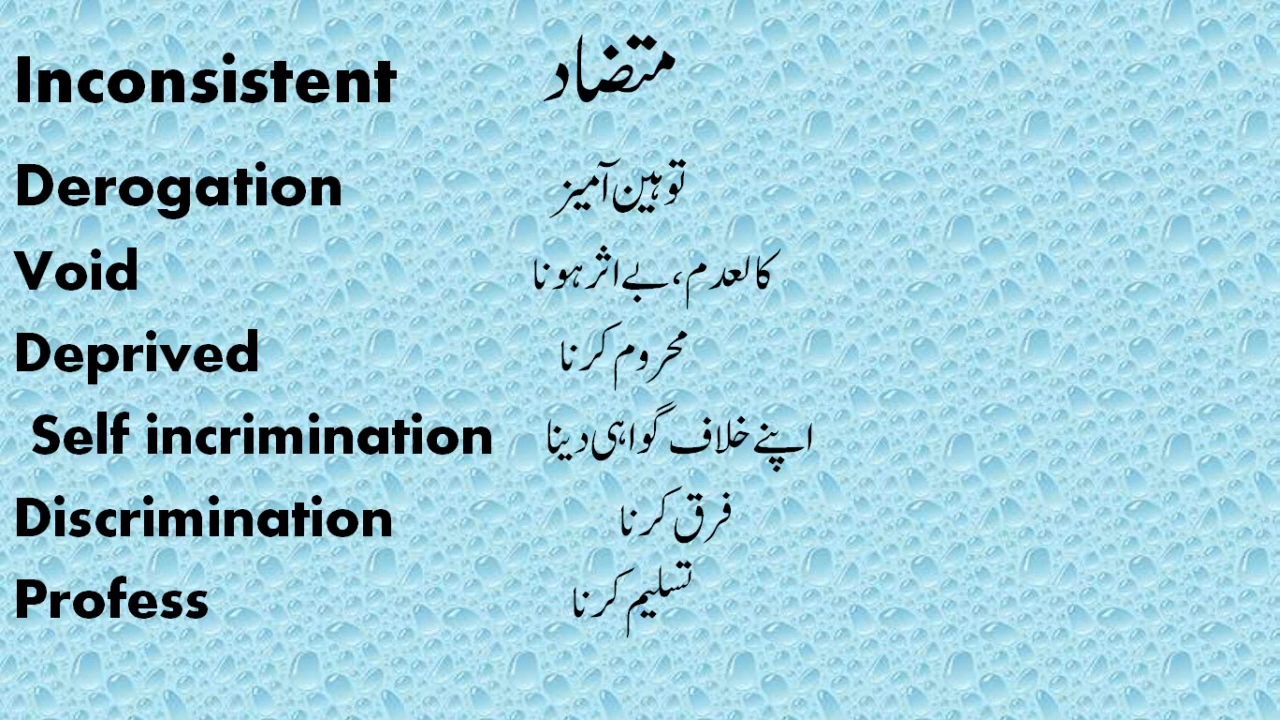 Inconsistent متضاد
Derogation توہین آمیز
Void کالعدم، بے اثر ہونا
Deprived محروم کرنا
Self incrimination اپنے خلاف گواہی دینا
Discrimination فرق کرنا
Profess تسلیم کرنا